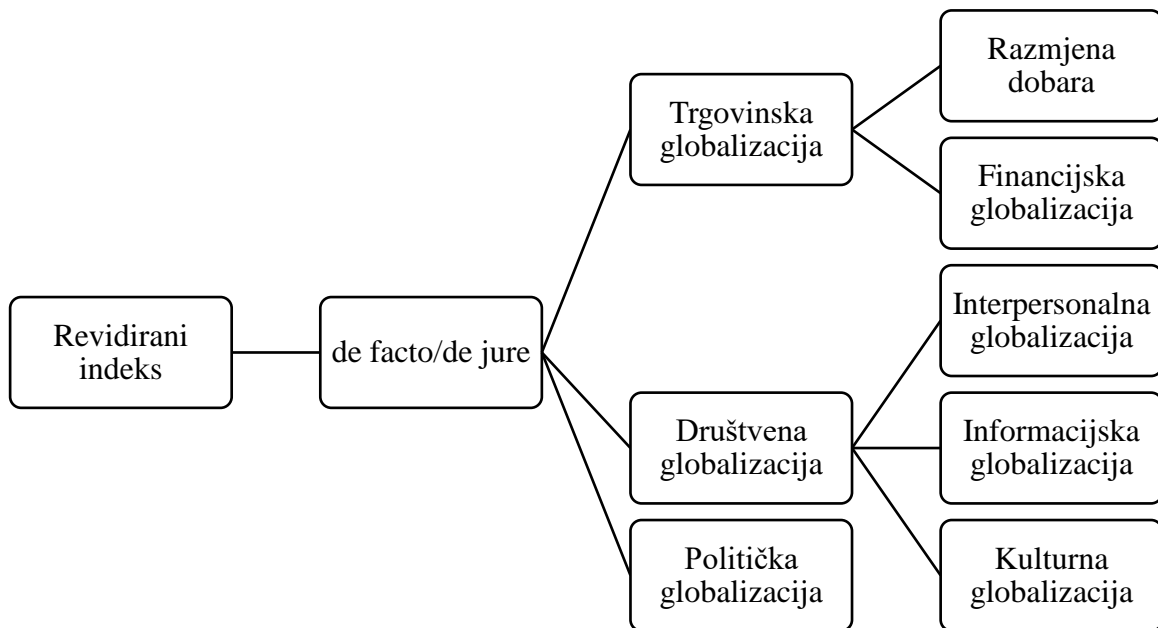 Revidirani
indeks
de facto/de jure
Trgovinska
globalizacija
Razmjena
dobara
Financijska
globalizacija
Društvena
globalizacija
Interpersonalna
globalizacija
Informacijska
globalizacija
Kulturna
globalizacija
Politička
globalizacija